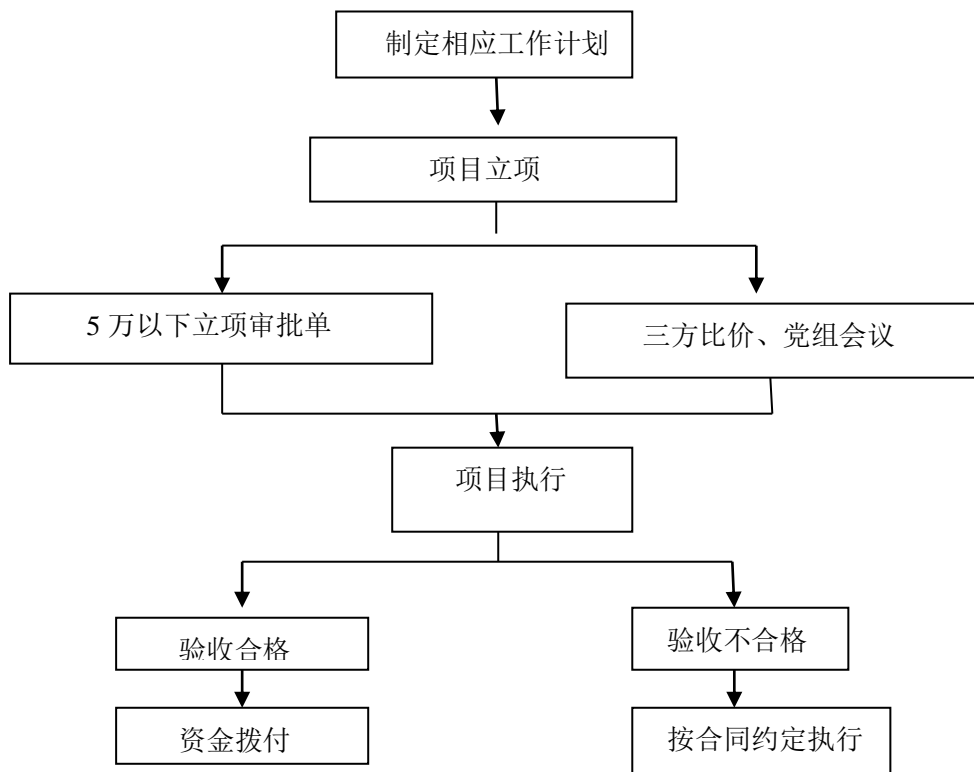 制定相应工作计划
项目立项
5 万以下立项审批单
三方比价、党组会议
项目执行
验收合格
验收不合格
资金拨付
按合同约定执行